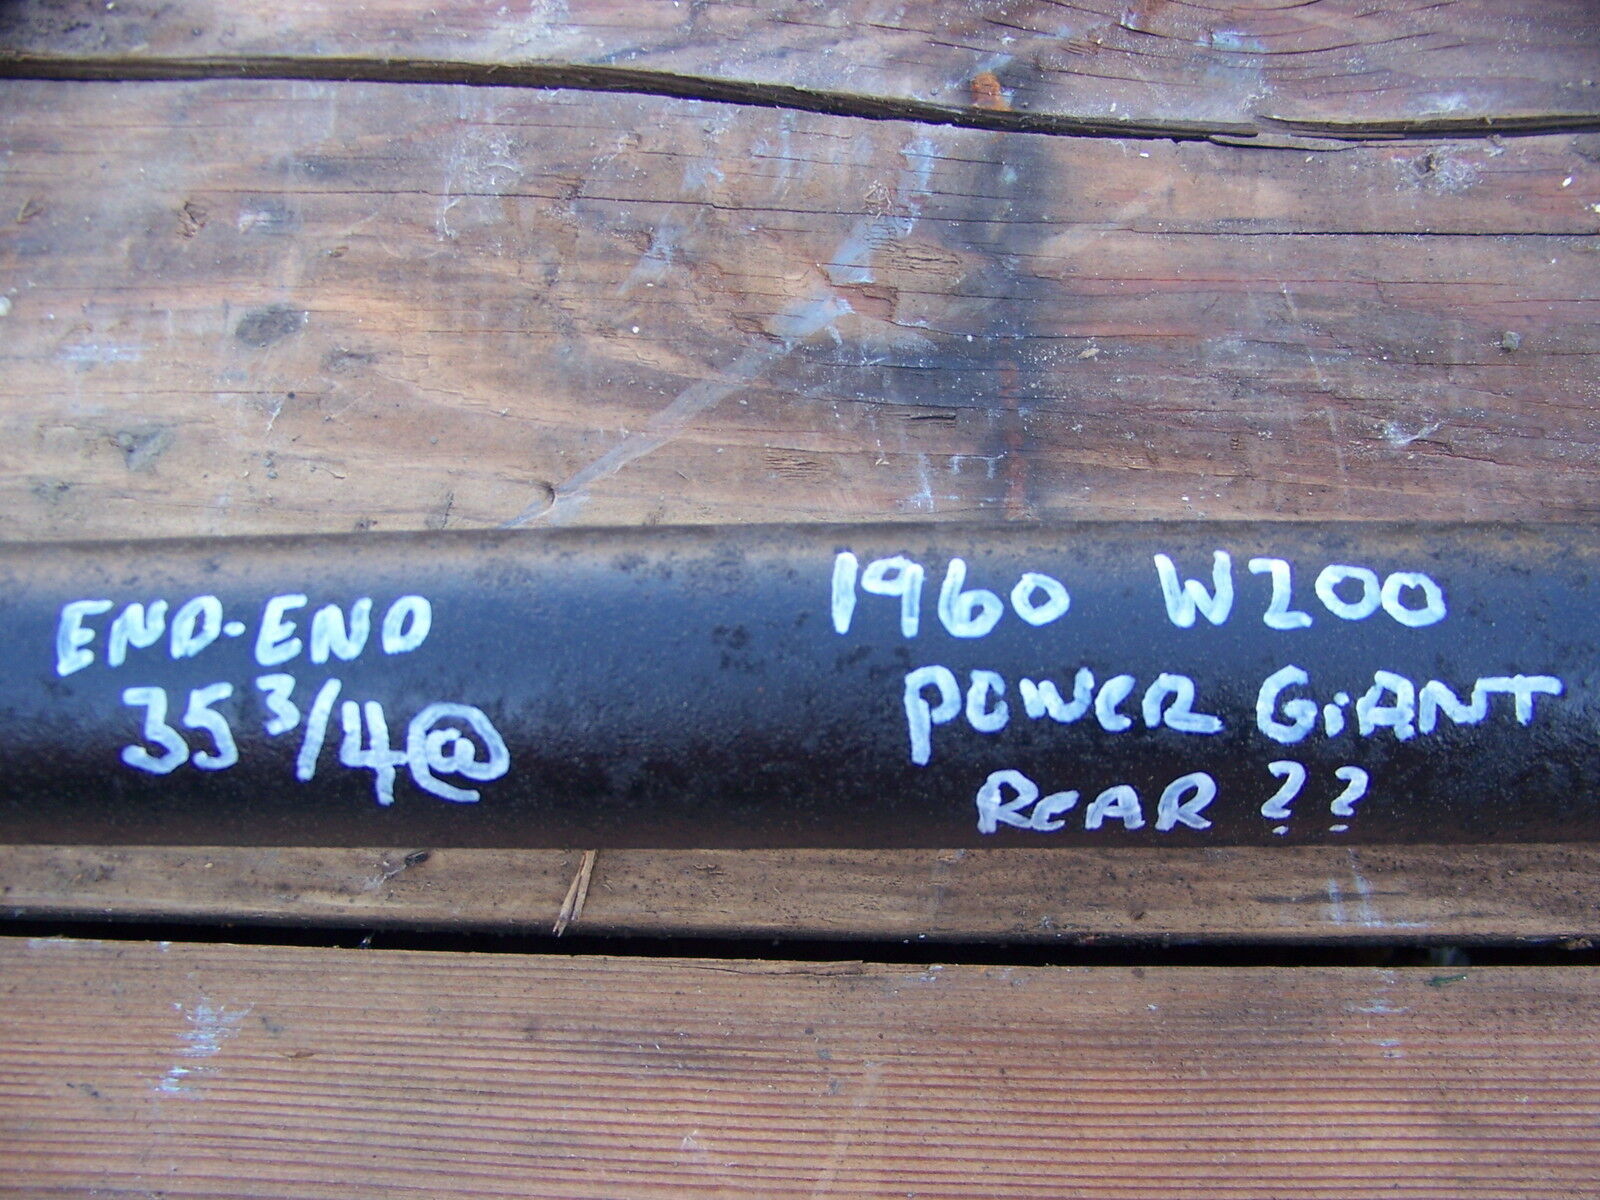 END-END
35 3/4@
1960 W200
POWER GiANT
REAR ??